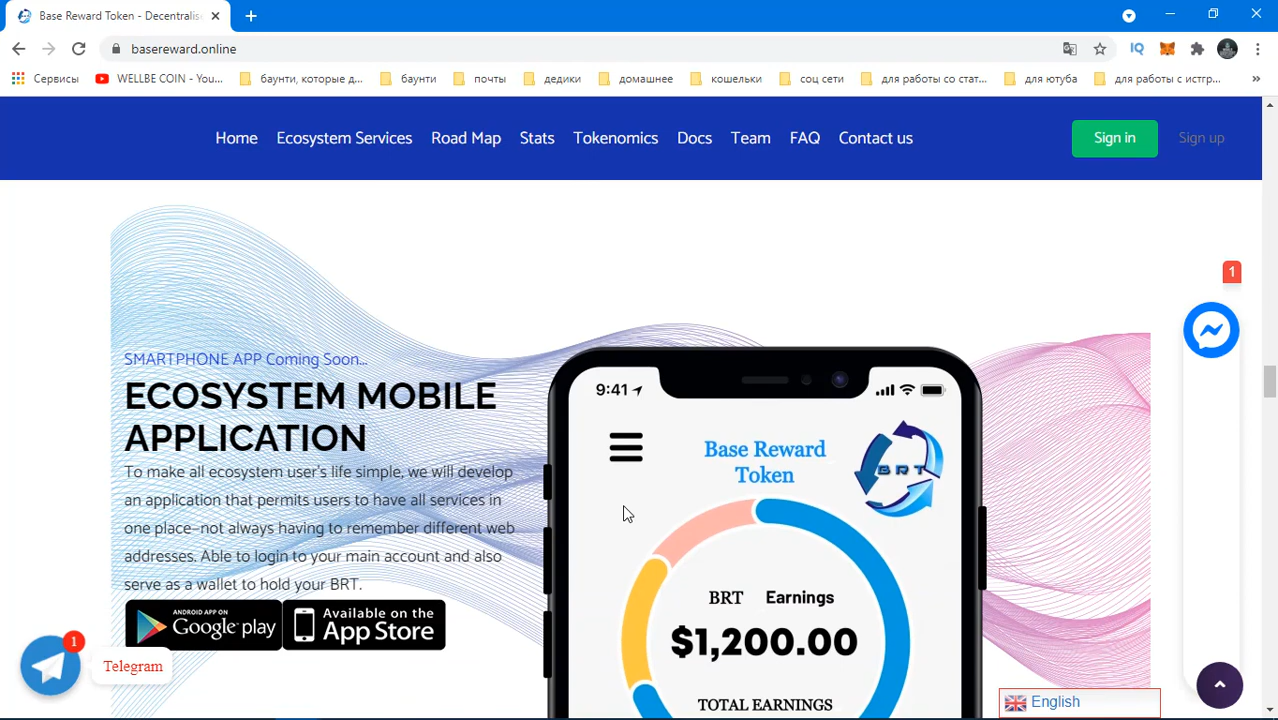 Base Reward Token - Decentralise
basereward.online
Сервисы
WELLBE COIN - You...
баунти, которые д...
баунти
почты
дедики
домашнее
кошельки
соц сети
для работы со стат...
для ютуба
для работы с истгр...
Home
Ecosystem Services
Road Map
Stats
Tokenomics
Docs
Team
FAQ
Contact us
Sign in
Sign up
1
SMARTPHONE APP Coming Soon...
ECOSYSTEM MOBILE
APPLICATION
To make all ecosystem user's life simple, we will develop
an application that permits users to have all services in
one place–not always having to remember different web
addresses. Able to login to your main account and also
serve as a wallet to hold your BRT.
ANDROID APP ON
Google play
Available on the
App Store
9:41
Base Reward
Token
BRT
BRT Earnings
$1,200.00
TOTAL EARNINGS
1
Telegram
English
IQ